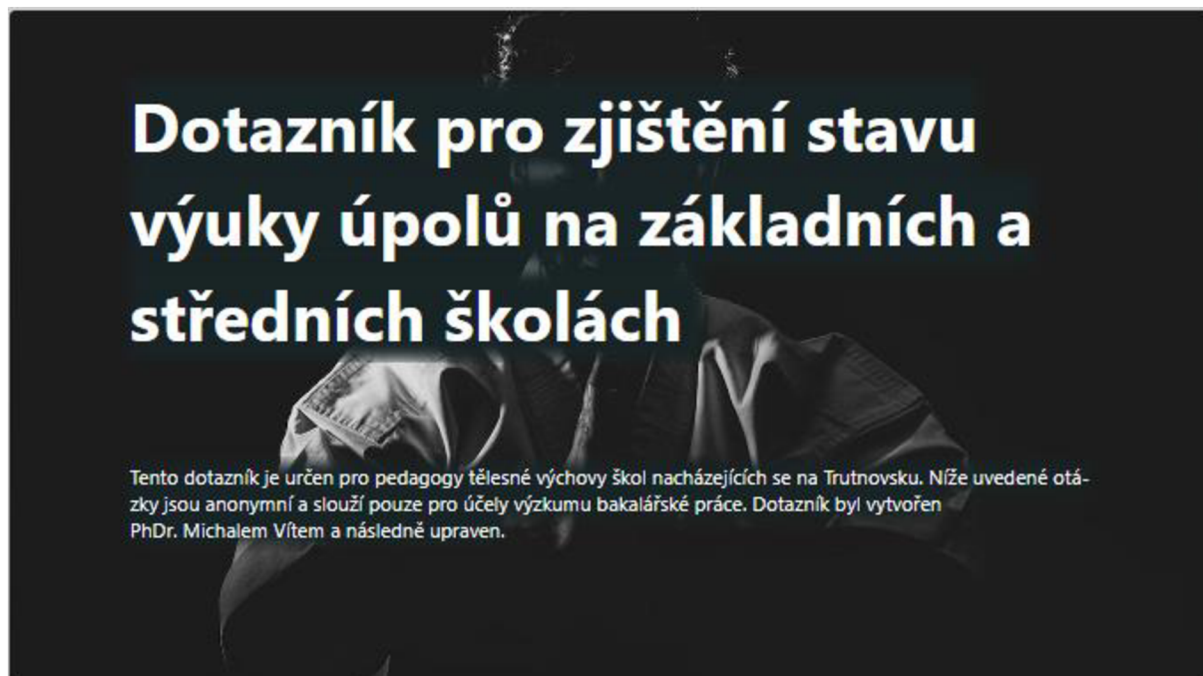 Dotazník pro zjištění stavu
výuky úpolů na základních a
středních školách
Tento dotazník je určen pro pedagogy tělesné výchovy škol nacházejících se na Trutnovsku. Níže uvedené otá-
zky jsou anonymní a slouží pouze pro účely výzkumu bakalářské práce. Dotazník byl vytvořen
PhDr. Michalem Vítem a následně upraven.